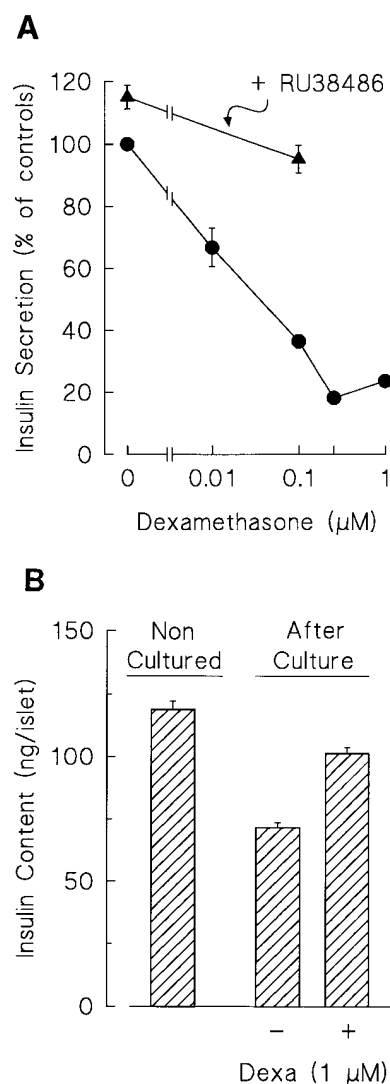 A
+ RU38486
Insulin Secretion (% of controls)
120
100
80
60
40
20
0
0
0.01
0.1
1
Dexamethasone (µM)
B
Non
Cultured
After
Culture
Insulin Content (ng/islet)
150
100
50
0
−
+
Dexa (1 µM)